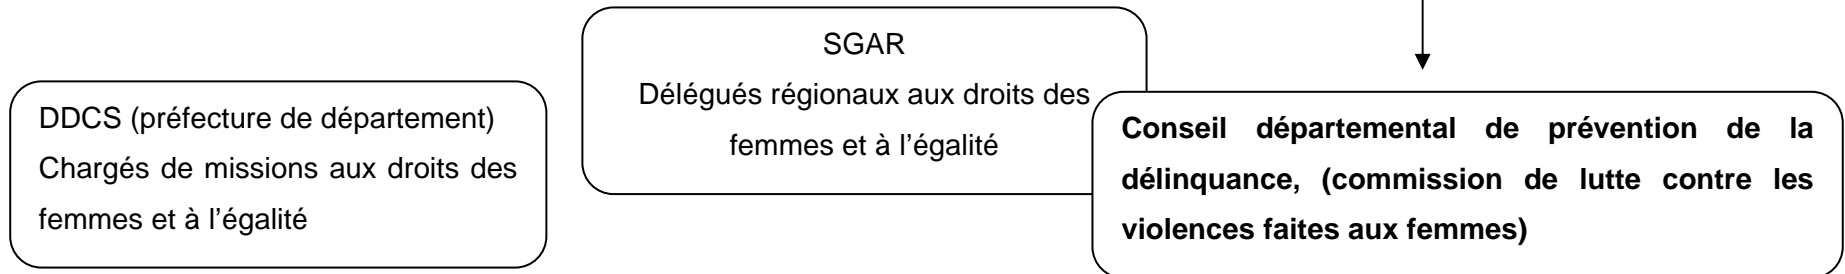 SGAR
Délégués régionaux aux droits des
femmes et à l’égalité
DDCS (préfecture de département)
Chargés de missions aux droits des
femmes et à l’égalité
Conseil départemental de prévention de la
délinquance, (commission de lutte contre les
violences faites aux femmes)